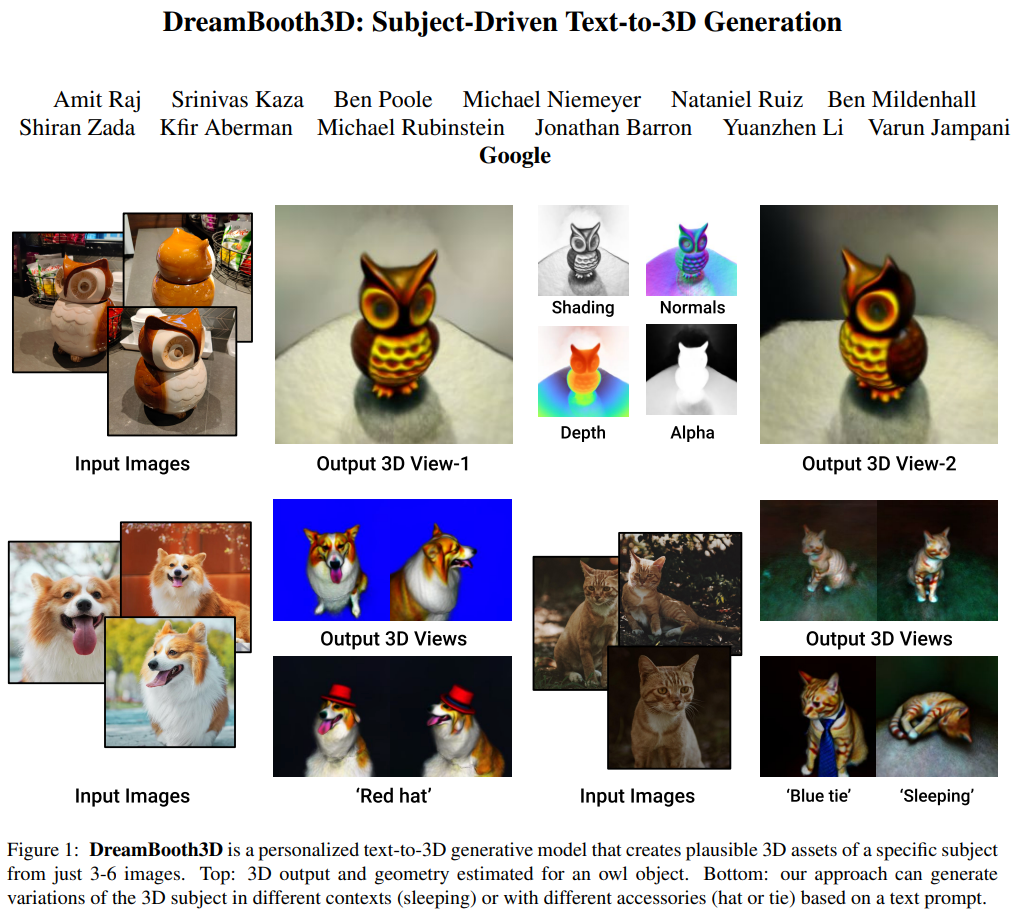 DreamBooth3D: Subject-Driven Text-to-3D Generation
Amit Raj Srinivas Kaza Ben Poole Michael Niemeyer Nataniel Ruiz Ben Mildenhall
Shiran Zada Kfir Aberman Michael Rubinstein Jonathan Barron Yuanzhen Li Varun Jampani
Google
Shading
Normals
Depth
Alpha
Input Images
Output 3D View-1
Output 3D View-2
Output 3D Views
Output 3D Views
Input Images
‘Red hat’
Input Images
‘Blue tie’
‘Sleeping’
Figure 1: DreamBooth3D is a personalized text-to-3D generative model that creates plausible 3D assets of a specific subject
from just 3-6 images. Top: 3D output and geometry estimated for an owl object. Bottom: our approach can generate
variations of the 3D subject in different contexts (sleeping) or with different accessories (hat or tie) based on a text prompt.